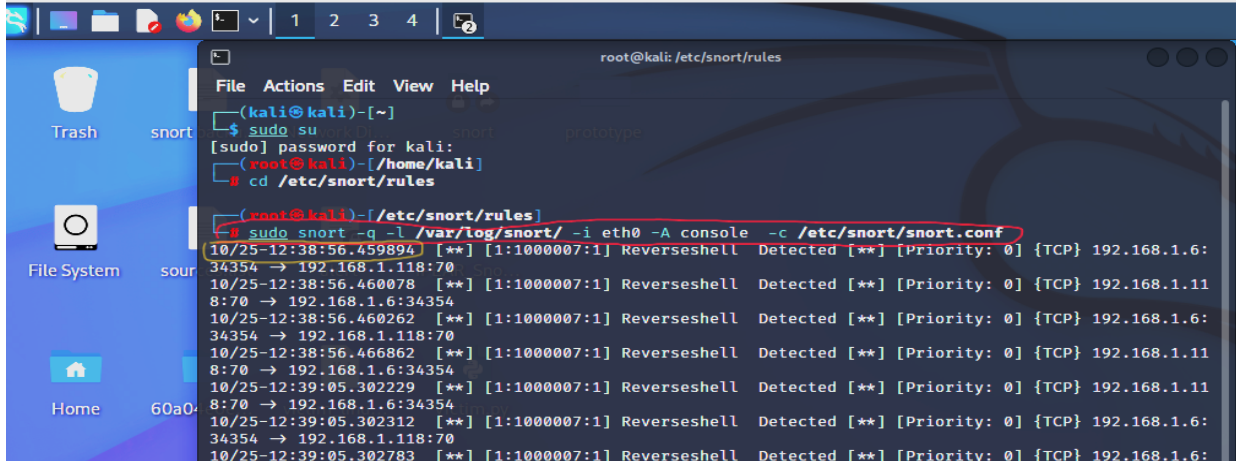 1 2 3 4
2
root@kali: /etc/snort/rules
File Actions Edit View Help
Trash
snort
File System
sour
Home
60a04
snort
prototype
(kali㉿kali)-[~]
$ sudo su
[sudo] password for kali:
(root㉿kali)-[/home/kali]
# cd /etc/snort/rules
(root㉿kali)-[/etc/snort/rules]
# sudo snort -q -l /var/log/snort/ -i eth0 -A console -c /etc/snort/snort.conf
10/25-12:38:56.459894 [**] [1:1000007:1] Reverseshell Detected [**] [Priority: 0] {TCP} 192.168.1.6:
34354 → 192.168.1.118:70
10/25-12:38:56.460078 [**] [1:1000007:1] Reverseshell Detected [**] [Priority: 0] {TCP} 192.168.1.11
8:70 → 192.168.1.6:34354
10/25-12:38:56.460262 [**] [1:1000007:1] Reverseshell Detected [**] [Priority: 0] {TCP} 192.168.1.6:
34354 → 192.168.1.118:70
10/25-12:38:56.466862 [**] [1:1000007:1] Reverseshell Detected [**] [Priority: 0] {TCP} 192.168.1.11
8:70 → 192.168.1.6:34354
10/25-12:39:05.302229 [**] [1:1000007:1] Reverseshell Detected [**] [Priority: 0] {TCP} 192.168.1.11
8:70 → 192.168.1.6:34354
10/25-12:39:05.302312 [**] [1:1000007:1] Reverseshell Detected [**] [Priority: 0] {TCP} 192.168.1.6:
34354 → 192.168.1.118:70
10/25-12:39:05.302783 [**] [1:1000007:1] Reverseshell Detected [**] [Priority: 0] {TCP} 192.168.1.6: